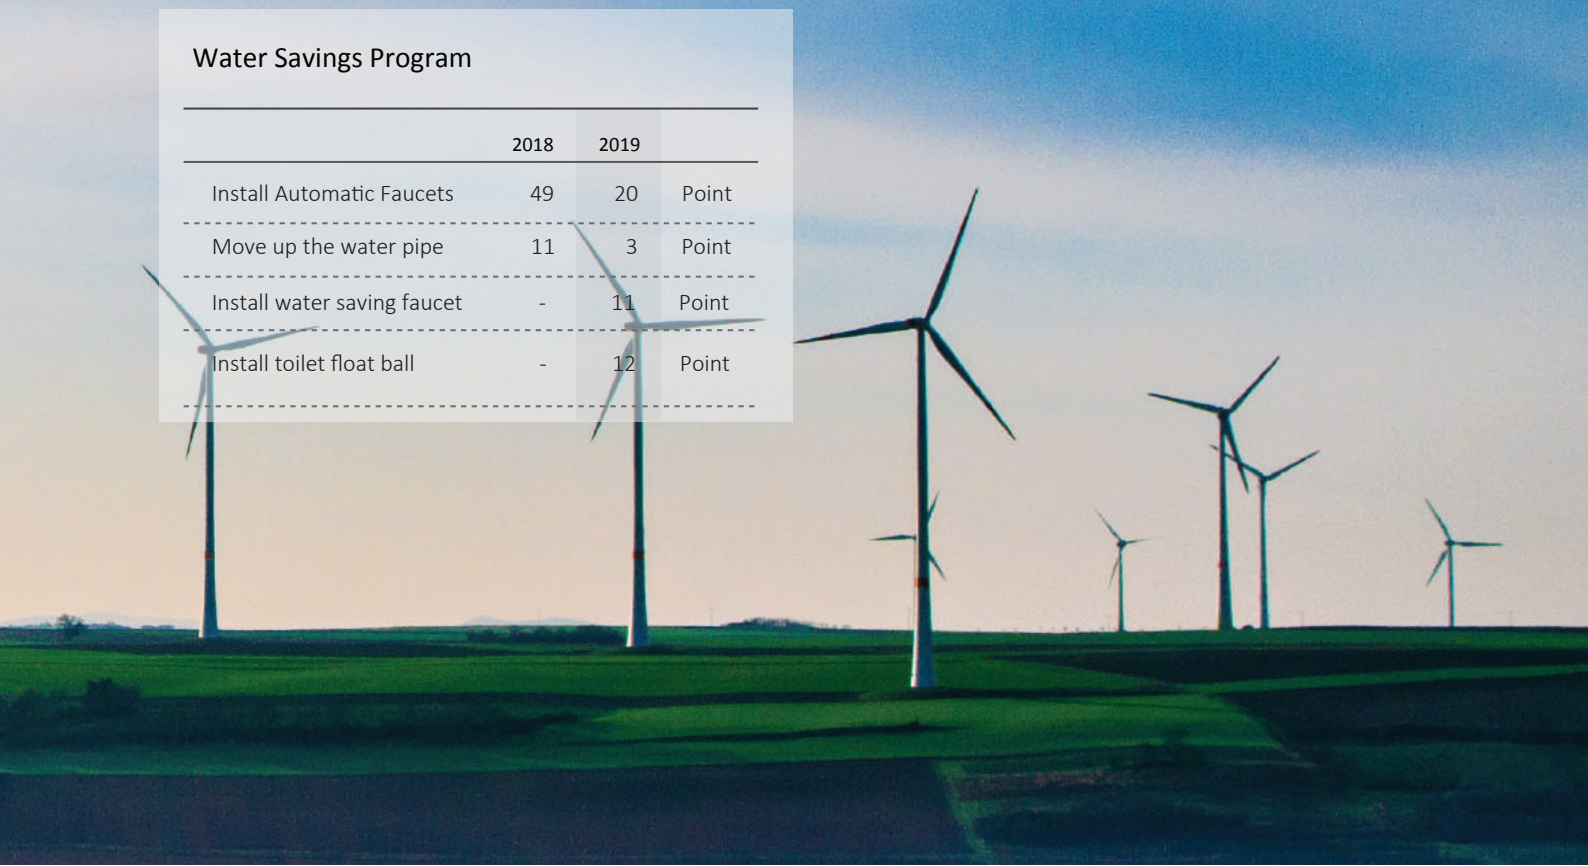 Water Savings Program
2018 2019
Install Automatic Faucets 49 20 Point
Move up the water pipe 11 3 Point
Install water saving faucet - 11 Point
Install toilet float ball - 12 Point